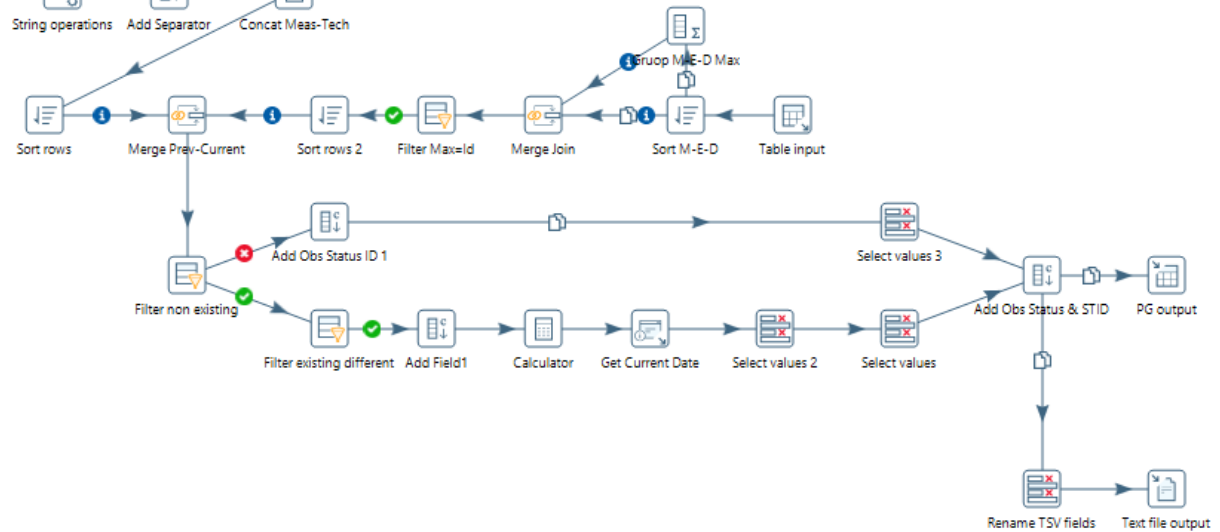 String operations
Add Separator
Concat Meas-Tech
Gruop M-E-D Max
Sort rows
Merge Prev-Current
Sort rows 2
Filter Max=Id
Merge Join
Sort M-E-D
Table input
Add Obs Status ID 1
Select values 3
Filter non existing
Add Obs Status & STID
PG output
Filter existing different
Add Field1
Calculator
Get Current Date
Select values 2
Select values
Rename TSV fields
Text file output